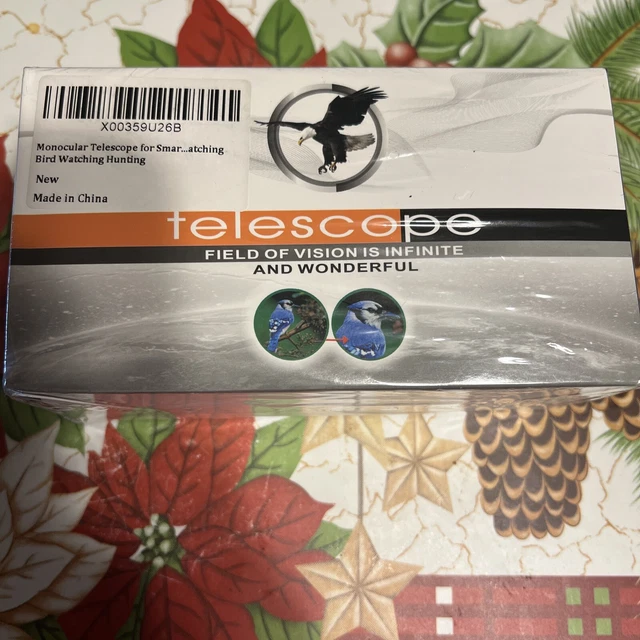 X00359U26B
Monocular Telescope for Smar...atching
Bird Watching Hunting
New
Made in China
telescope
FIELD OF VISION IS INFINITE
AND WONDERFUL